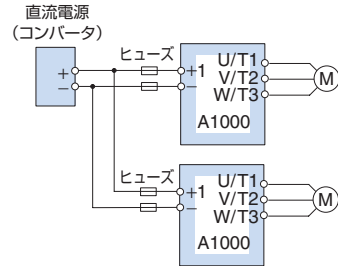 直流電源
（コンバータ）
ヒューズ
+
−
+1
−
U/T1
V/T2
W/T3
M
A1000
ヒューズ
+1
−
U/T1
V/T2
W/T3
M
A1000